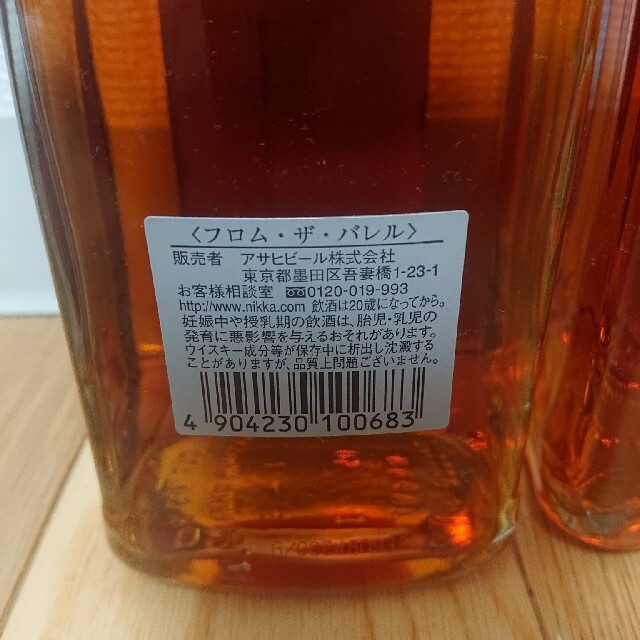 〈フロム・ザ・バレル〉
販売者 アサヒビール株式会社
東京都墨田区吾妻橋1-23-1
お客様相談室 0120-019-993
http://www.nikka.com 飲酒は20歳になってから。
妊娠中や授乳期の飲酒は、胎児・乳児の
発育に悪影響を与えるおそれがあります。
ウイスキー成分等が保存中に析出し沈澱する
ことがありますが、品質上問題ございません。
4 904230 100683